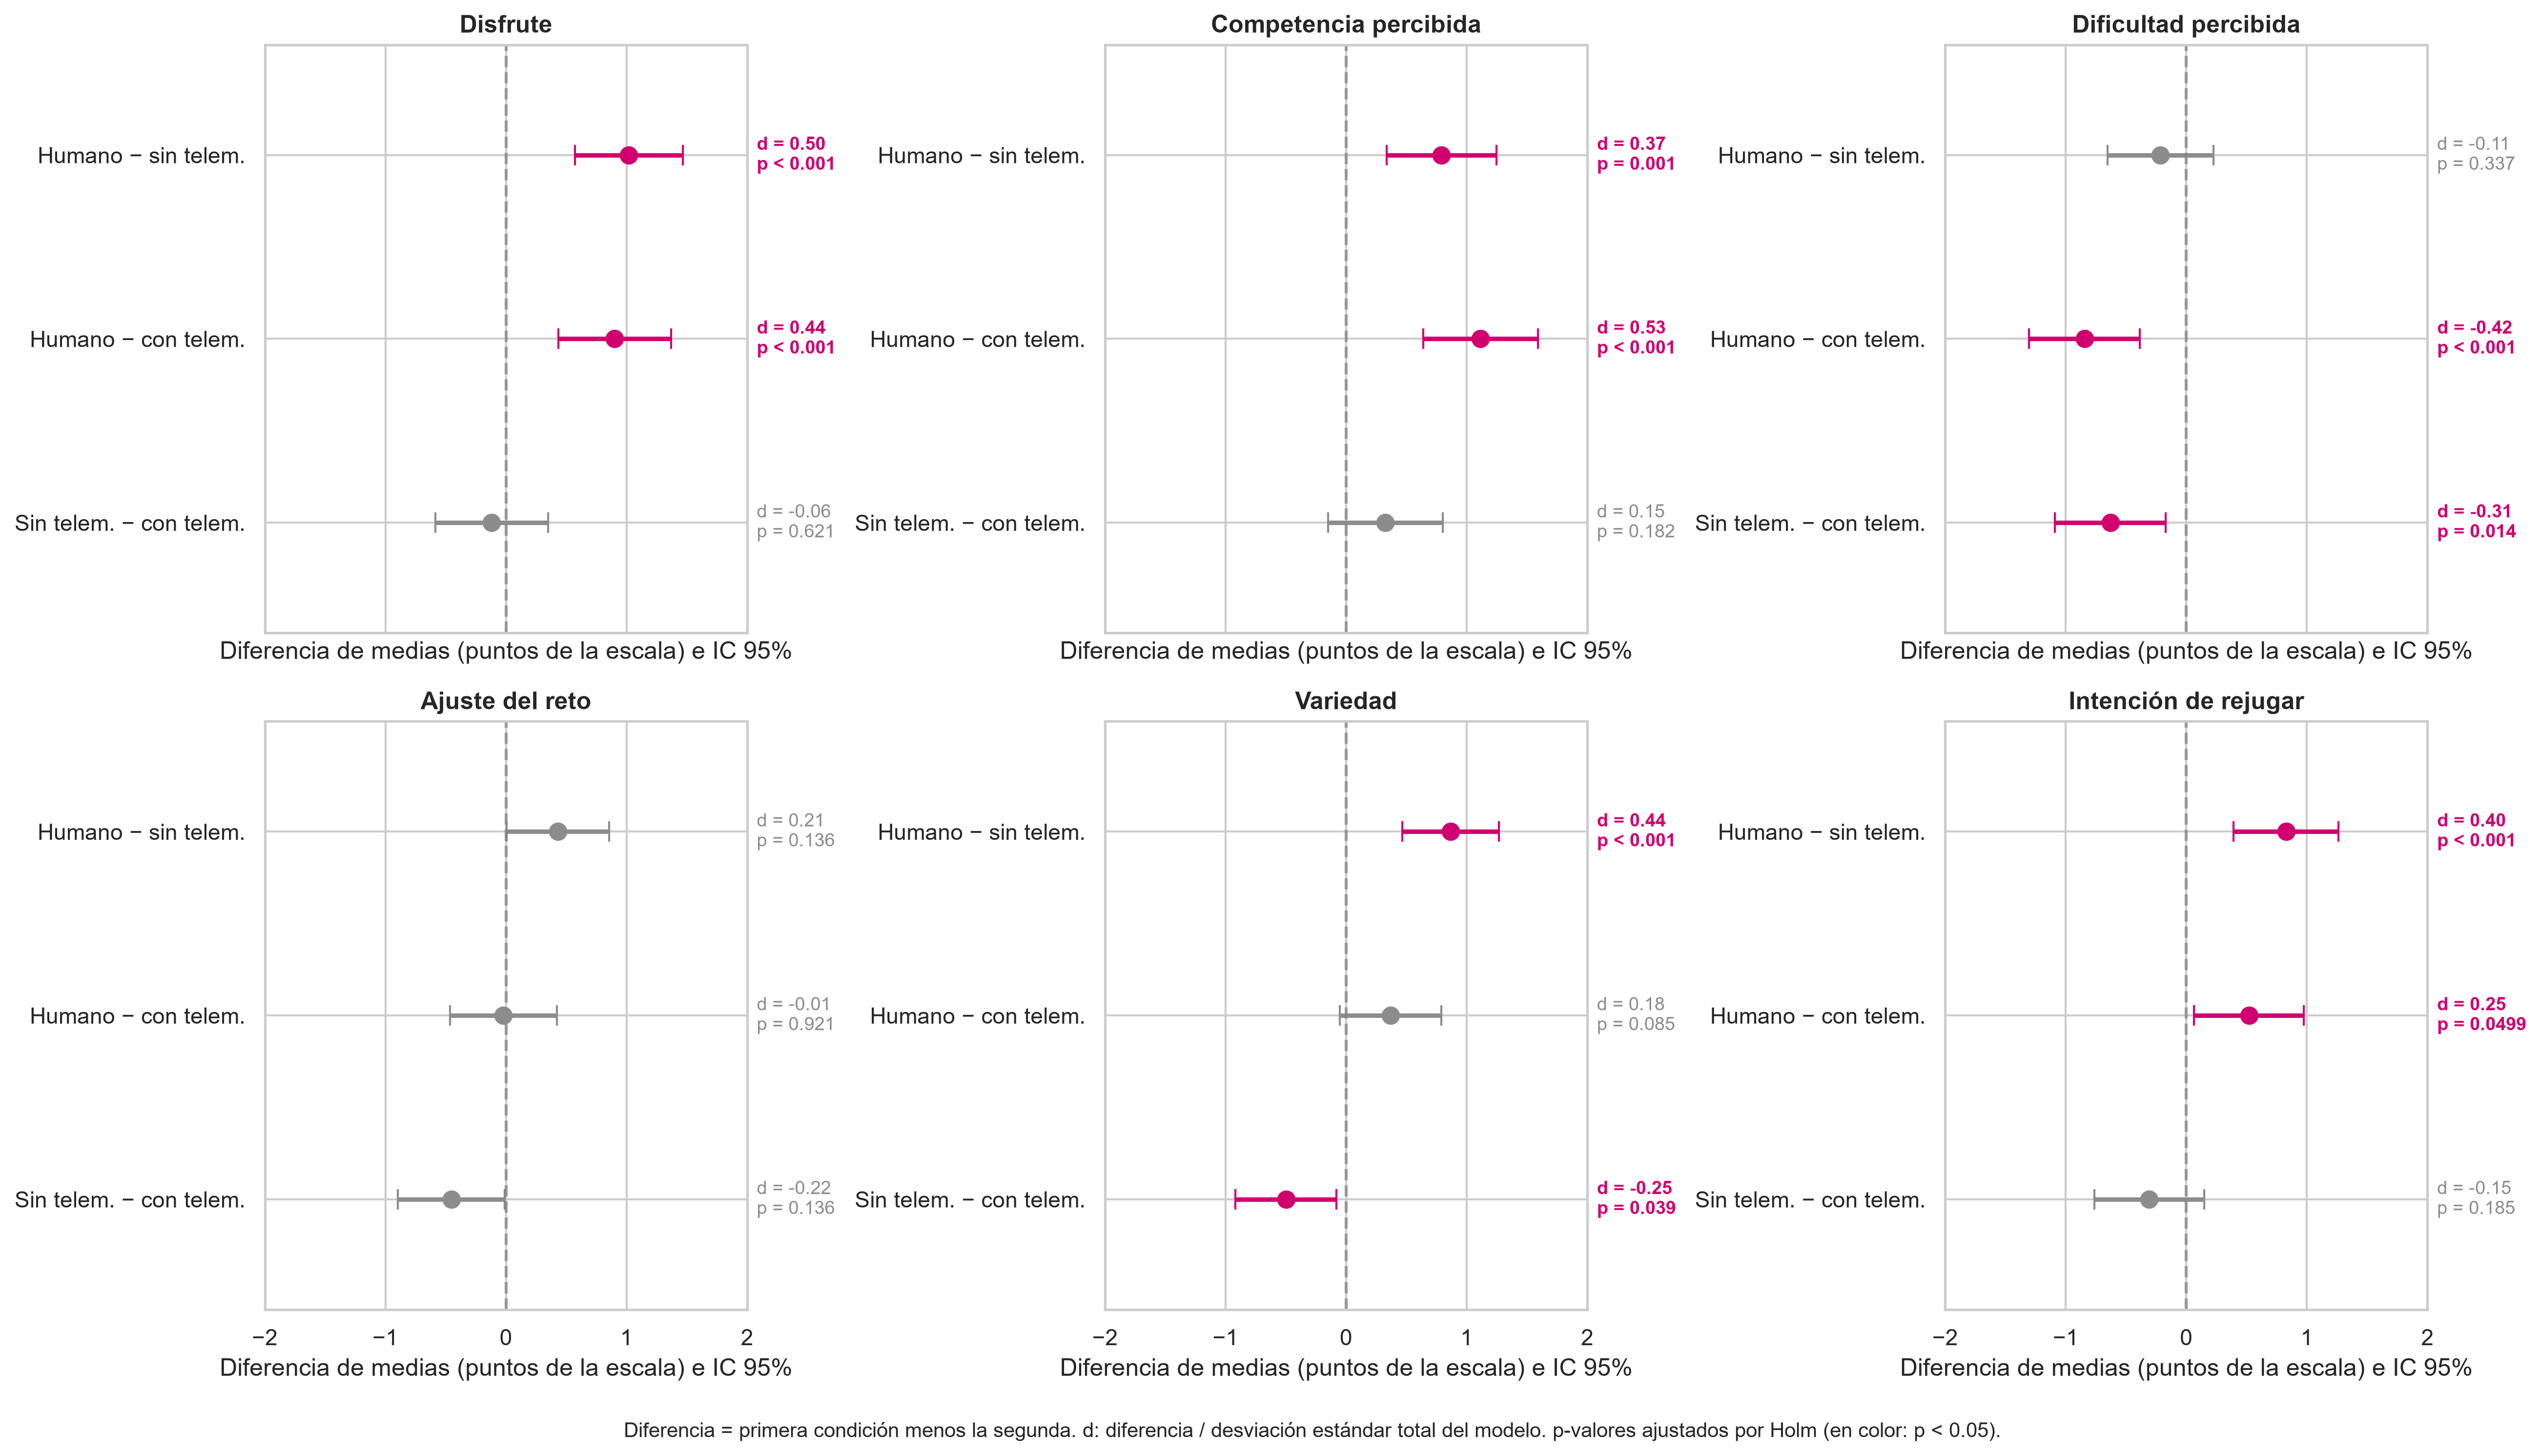 Disfrute
Humano − sin telem.
d = 0.50
p < 0.001
Humano − con telem.
d = 0.44
p < 0.001
Sin telem. − con telem.
d = -0.06
p = 0.621
Diferencia de medias (puntos de la escala) e IC 95%
Competencia percibida
Humano − sin telem.
d = 0.37
p = 0.001
Humano − con telem.
d = 0.53
p < 0.001
Sin telem. − con telem.
d = 0.15
p = 0.182
Diferencia de medias (puntos de la escala) e IC 95%
Dificultad percibida
Humano − sin telem.
d = -0.11
p = 0.337
Humano − con telem.
d = -0.42
p < 0.001
Sin telem. − con telem.
d = -0.31
p = 0.014
Diferencia de medias (puntos de la escala) e IC 95%
Ajuste del reto
Humano − sin telem.
d = 0.21
p = 0.136
Humano − con telem.
d = -0.01
p = 0.921
Sin telem. − con telem.
d = -0.22
p = 0.136
−2 −1 0 1 2
Diferencia de medias (puntos de la escala) e IC 95%
Variedad
Humano − sin telem.
d = 0.44
p < 0.001
Humano − con telem.
d = 0.18
p = 0.085
Sin telem. − con telem.
d = -0.25
p = 0.039
−2 −1 0 1 2
Diferencia de medias (puntos de la escala) e IC 95%
Intención de rejugar
Humano − sin telem.
d = 0.40
p < 0.001
Humano − con telem.
d = 0.25
p = 0.0499
Sin telem. − con telem.
d = -0.15
p = 0.185
−2 −1 0 1 2
Diferencia de medias (puntos de la escala) e IC 95%
Diferencia = primera condición menos la segunda. d: diferencia / desviación estándar total del modelo. p-valores ajustados por Holm (en color: p < 0.05).